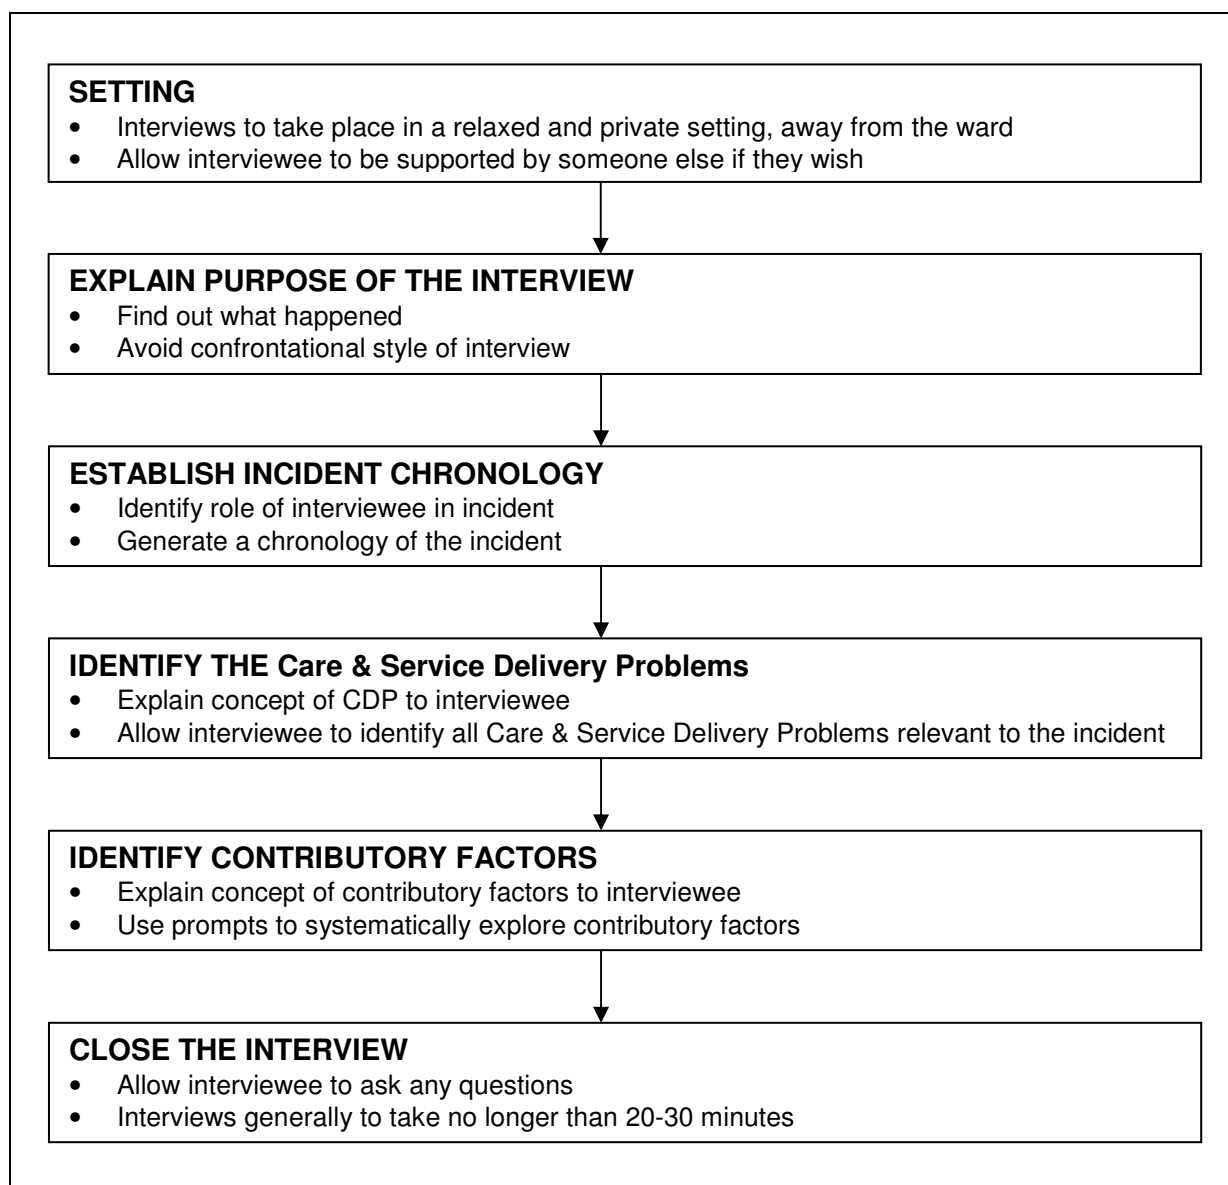 SETTING
• Interviews to take place in a relaxed and private setting, away from the ward
• Allow interviewee to be supported by someone else if they wish
EXPLAIN PURPOSE OF THE INTERVIEW
• Find out what happened
• Avoid confrontational style of interview
ESTABLISH INCIDENT CHRONOLOGY
• Identify role of interviewee in incident
• Generate a chronology of the incident
IDENTIFY THE Care & Service Delivery Problems
• Explain concept of CDP to interviewee
• Allow interviewee to identify all Care & Service Delivery Problems relevant to the incident
IDENTIFY CONTRIBUTORY FACTORS
• Explain concept of contributory factors to interviewee
• Use prompts to systematically explore contributory factors
CLOSE THE INTERVIEW
• Allow interviewee to ask any questions
• Interviews generally to take no longer than 20-30 minutes